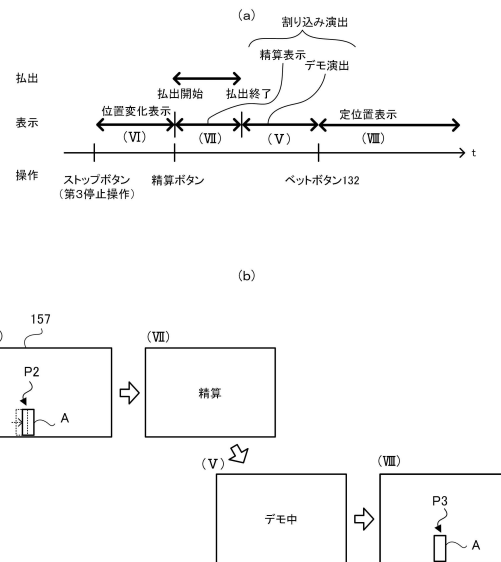 (a)
割り込み演出
精算表示
デモ演出
払出
払出開始
払出終了
表示
位置変化表示
定位置表示
(Ⅵ)
(Ⅶ)
(Ⅴ)
(Ⅷ)
t
操作
ストップボタン
(第3停止操作)
精算ボタン
ベットボタン132
(b)
157
)
(Ⅶ)
P2
A
精算
(Ⅴ)
(Ⅷ)
デモ中
P3
A